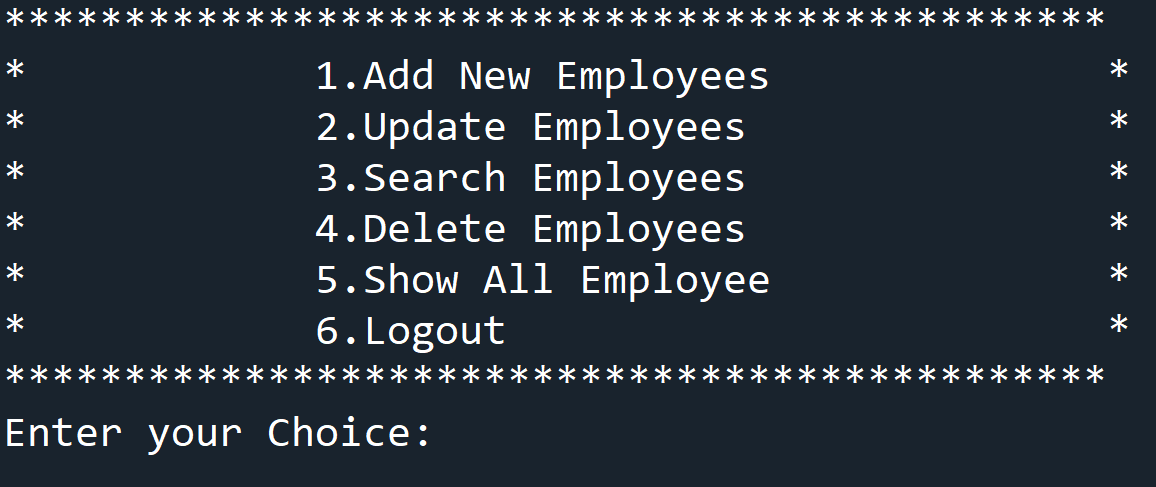 **********************************************
*            1.Add New Employees              *
*            2.Update Employees               *
*            3.Search Employees               *
*            4.Delete Employees               *
*            5.Show All Employee              *
*            6.Logout                         *
**********************************************
Enter your Choice: